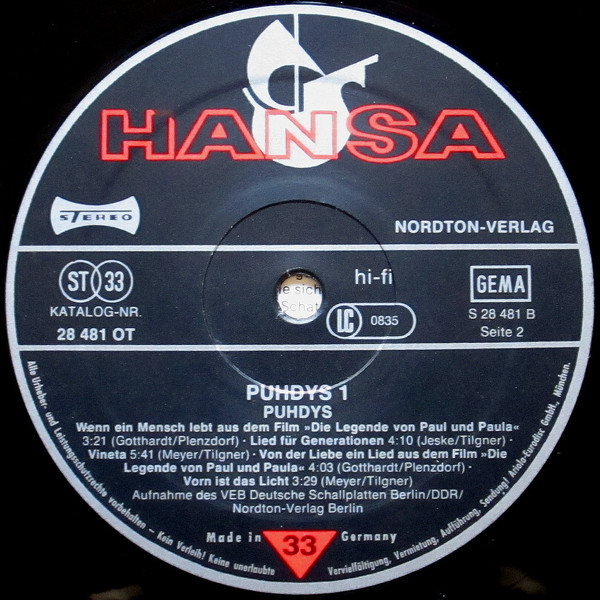 HANSA
STEREO
NORDTON-VERLAG
ST 33
KATALOG-NR.
28 481 OT
hi-fi
LC 0835
GEMA
S 28 481 B
Seite 2
e sich
Schat
PUHDYS 1
PUHDYS
Wenn ein Mensch lebt aus dem Film »Die Legende von Paul und Paula«
3:21 (Gotthardt/Plenzdorf) · Lied für Generationen 4:10 (Jeske/Tilgner) ·
Vineta 5:41 (Meyer/Tilgner) · Von der Liebe ein Lied aus dem Film »Die
Legende von Paul und Paula« 4:03 (Gotthardt/Plenzdorf) ·
Vorn ist das Licht 3:29 (Meyer/Tilgner)
Aufnahme des VEB Deutsche Schallplatten Berlin/DDR/
Nordton-Verlag Berlin
Made in Germany
33
Alle Urheber- und Leistungsschutzrechte vorbehalten - Kein Verleih! Keine unerlaubte Vervielfältigung, Vermietung, Aufführung, Sendung! Ariola-Eurodisc GmbH., München.